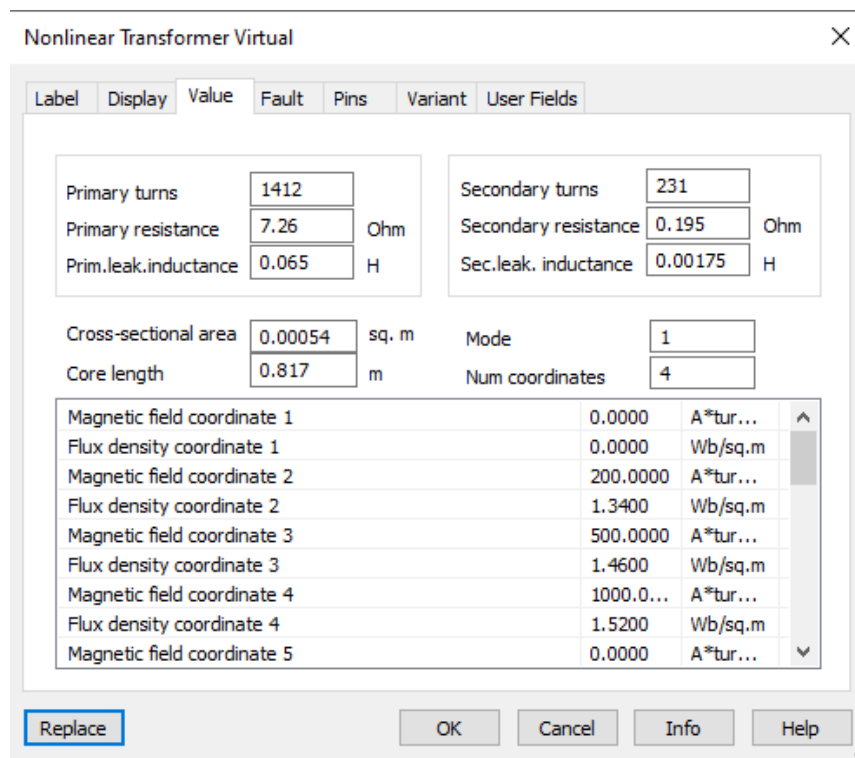 Nonlinear Transformer Virtual
Label Display Value Fault Pins Variant User Fields
Primary turns 1412
Primary resistance 7.26 Ohm
Prim.leak.inductance 0.065 H
Secondary turns 231
Secondary resistance 0.195 Ohm
Sec.leak. inductance 0.00175 H
Cross-sectional area 0.00054 sq. m
Core length 0.817 m
Mode 1
Num coordinates 4
Magnetic field coordinate 1 0.0000 A*tur...
Flux density coordinate 1 0.0000 Wb/sq.m
Magnetic field coordinate 2 200.0000 A*tur...
Flux density coordinate 2 1.3400 Wb/sq.m
Magnetic field coordinate 3 500.0000 A*tur...
Flux density coordinate 3 1.4600 Wb/sq.m
Magnetic field coordinate 4 1000.0... A*tur...
Flux density coordinate 4 1.5200 Wb/sq.m
Magnetic field coordinate 5 0.0000 A*tur...
Replace OK Cancel Info Help